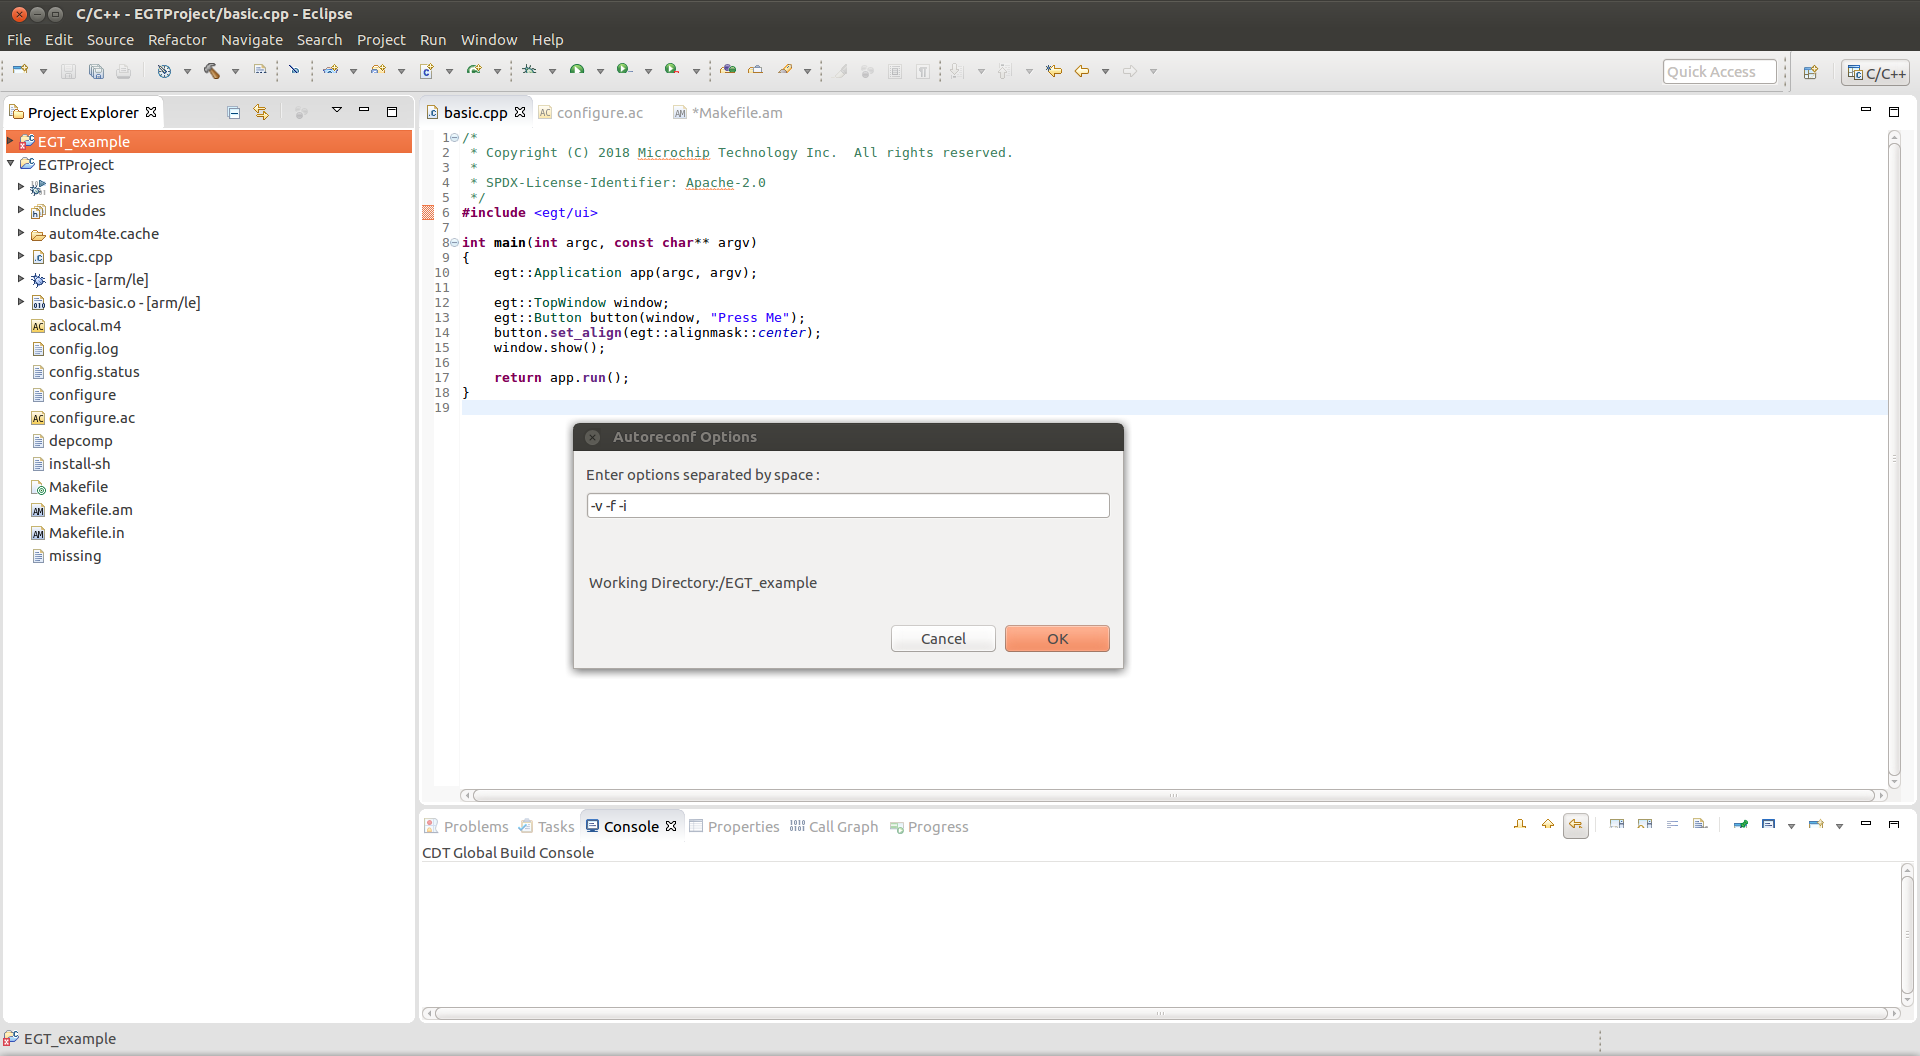 C/C++ - EGTProject/basic.cpp - Eclipse
File Edit Source Refactor Navigate Search Project Run Window Help
Quick Access
C/C++
Project Explorer
EGT_example
EGTProject
Binaries
Includes
autom4te.cache
basic.cpp
basic - [arm/le]
basic-basic.o - [arm/le]
aclocal.m4
config.log
config.status
configure
configure.ac
depcomp
install-sh
Makefile
Makefile.am
Makefile.in
missing
basic.cpp configure.ac *Makefile.am
1 /*
2  * Copyright (C) 2018 Microchip Technology Inc.  All rights reserved.
3  *
4  * SPDX-License-Identifier: Apache-2.0
5  */
6 #include <egt/ui>
7
8 int main(int argc, const char** argv)
9 {
10     egt::Application app(argc, argv);
11
12     egt::TopWindow window;
13     egt::Button button(window, "Press Me");
14     button.set_align(egt::alignmask::center);
15     window.show();
16
17     return app.run();
18 }
19
Autoreconf Options
Enter options separated by space :
-v -f -i
Working Directory:/EGT_example
Cancel OK
Problems Tasks Console Properties Call Graph Progress
CDT Global Build Console
EGT_example